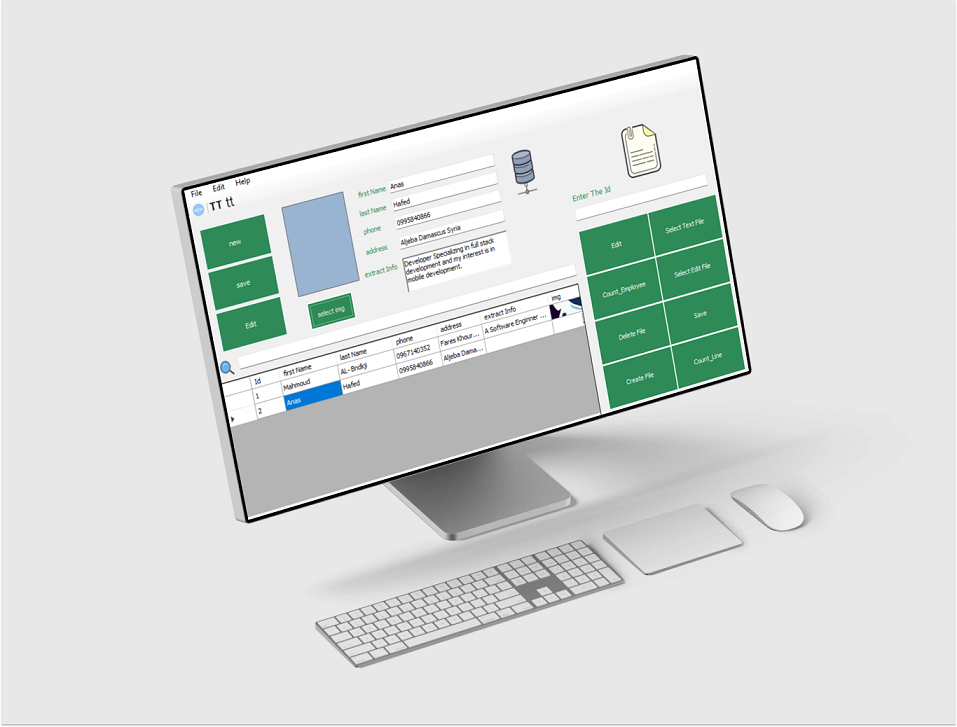 File Edit Help
TT tt
new
save
Edit
select img
first Name Anas
last Name Hafed
phone 0995840866
address Aljeba Damascus Syria
extract Info Developer Specializing in full stack
development and my interest is in
mobile development.
Enter The Id
Edit Select Text File
Count_Employee Select Edit File
Delete File Save
Create File Count_Line
Id first Name last Name phone address extract Info img
1 Mahmoud AL- Bndkji 0967140352 Fares Khour... A Software Enginner ...
2 Anas Hafed 0995840866 Aljeba Dama...